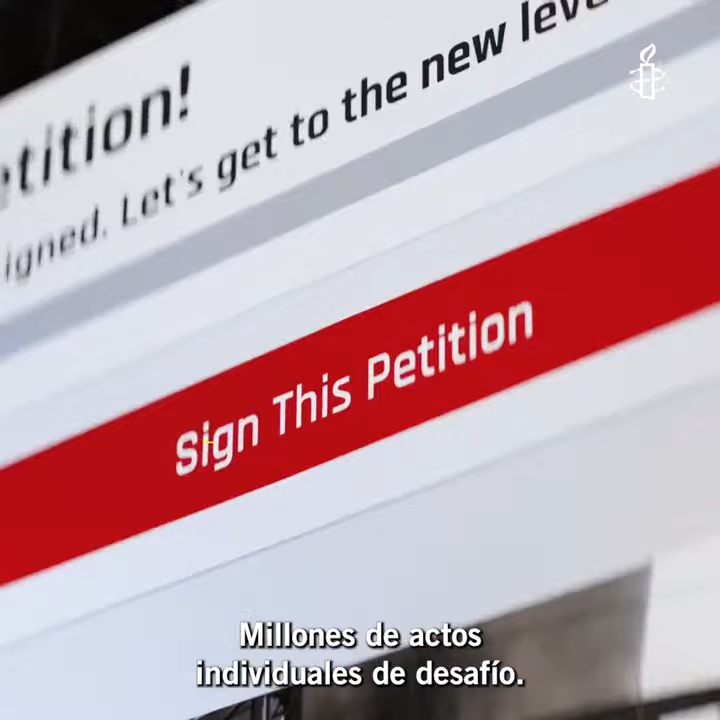 etition!
igned. Let's get to the new leve
Sign This Petition
Millones de actos
individuales de desafío.